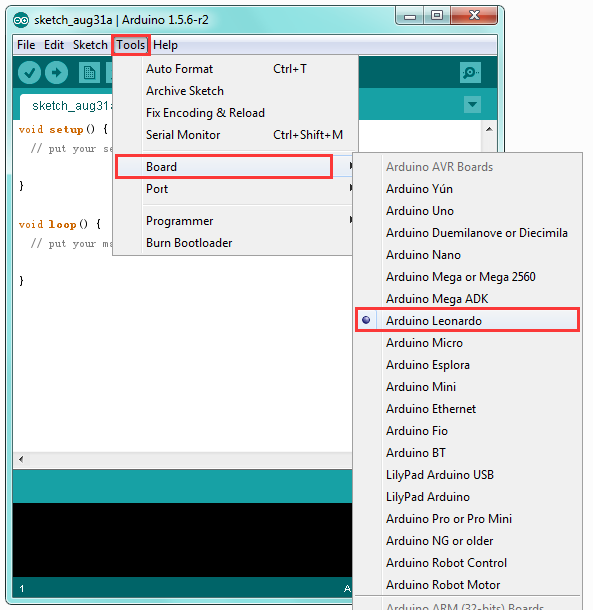 sketch_aug31a | Arduino 1.5.6-r2
File Edit Sketch Tools Help
sketch_aug31a
void setup() {
// put your se
}
void loop() {
// put your ma
}
Auto Format Ctrl+T
Archive Sketch
Fix Encoding & Reload
Serial Monitor Ctrl+Shift+M
Board
Port
Programmer
Burn Bootloader
Arduino AVR Boards
Arduino Yún
Arduino Uno
Arduino Duemilanove or Diecimila
Arduino Nano
Arduino Mega or Mega 2560
Arduino Mega ADK
Arduino Leonardo
Arduino Micro
Arduino Esplora
Arduino Mini
Arduino Ethernet
Arduino Fio
Arduino BT
LilyPad Arduino USB
LilyPad Arduino
Arduino Pro or Pro Mini
Arduino NG or older
Arduino Robot Control
Arduino Robot Motor
Arduino ARM (32-bits) Boards
1 A